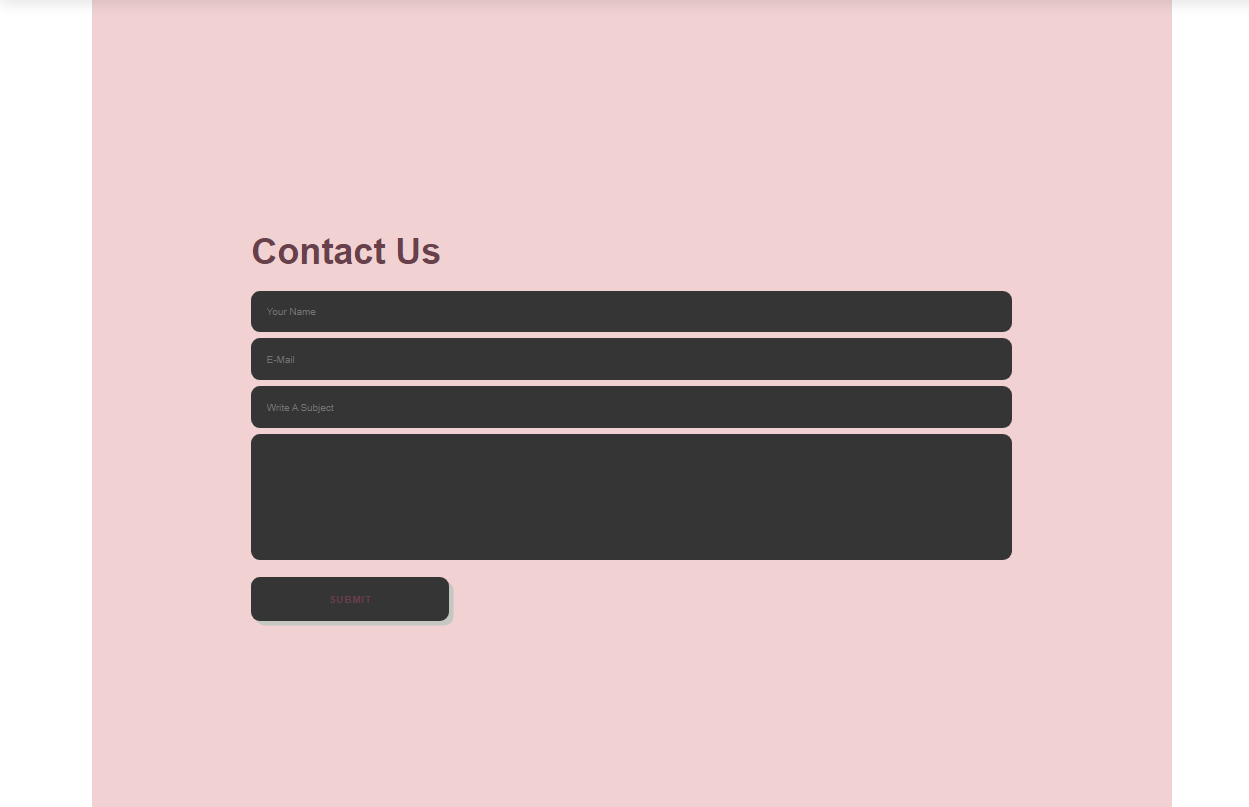 Contact Us
Your Name
E-Mail
Write A Subject
SUBMIT